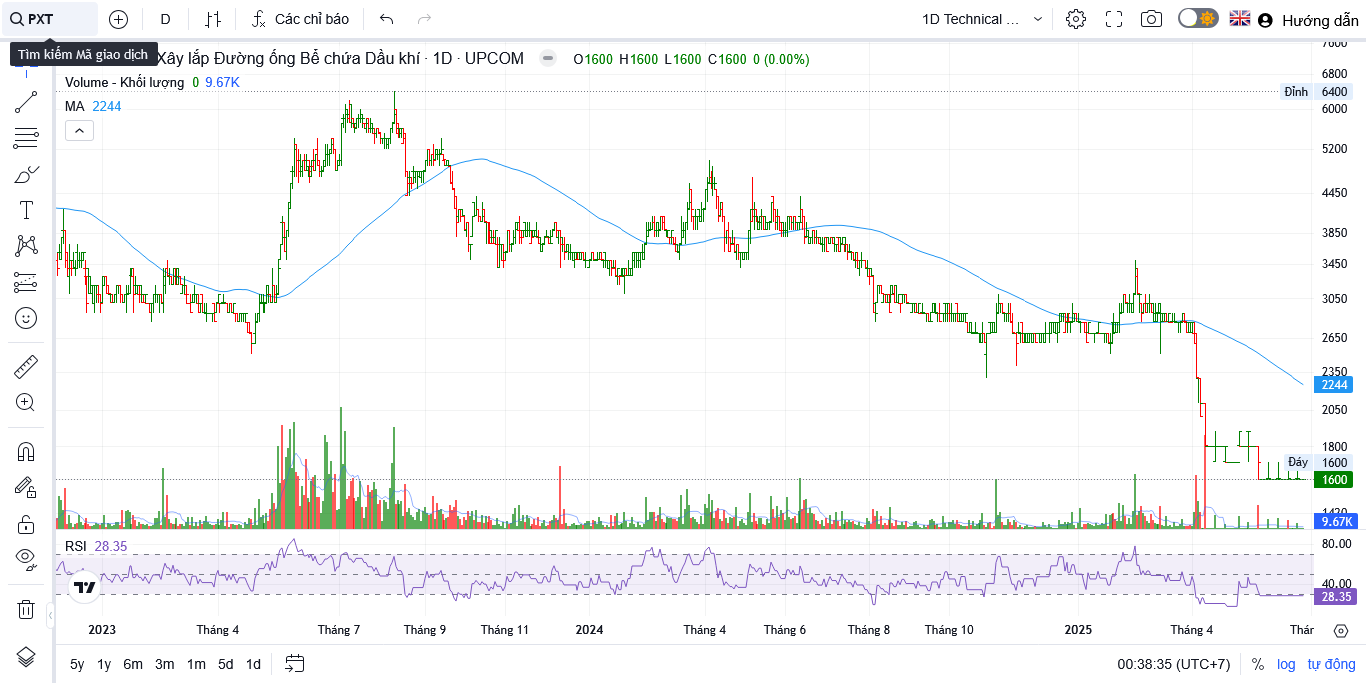 PXT
D
Các chỉ báo
1D Technical ...
Hướng dẫn
Tìm kiếm Mã giao dịch
Xây lắp Đường ống Bể chứa Dầu khí · 1D · UPCOM
O1600 H1600 L1600 C1600 0 (0.00%)
Volume - Khối lượng 0 9.67K
MA 2244
7600
6800
Đỉnh 6400
6000
5200
4450
3850
3450
3050
2650
2350
2244
2050
1800
Đáy 1600
1600
1420
9.67K
RSI 28.35
80.00
40.00
28.35
2023
Tháng 4
Tháng 7
Tháng 9
Tháng 11
2024
Tháng 4
Tháng 6
Tháng 8
Tháng 10
2025
Tháng 4
Thár
5y 1y 6m 3m 1m 5d 1d
00:38:35 (UTC+7)
% log tự động